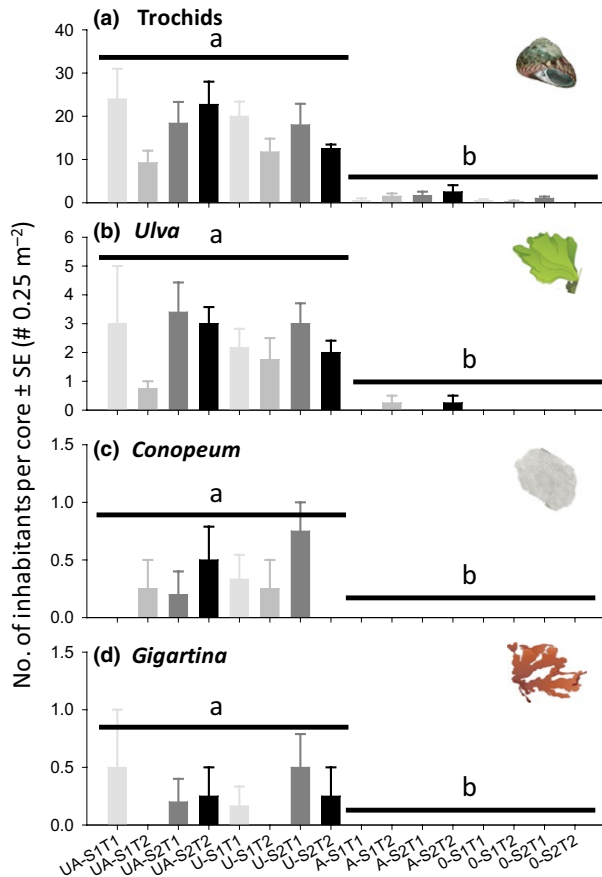 (a) Trochids
40
30
20
10
0
a
b
(b) Ulva
6
5
4
3
2
1
0
a
b
(c) Conopeum
1.5
1.0
0.5
0.0
a
b
(d) Gigartina
1.5
1.0
0.5
0.0
a
b
No. of inhabitants per core ± SE (# 0.25 m⁻²)
UA-S1T1
UA-S1T2
UA-S2T1
UA-S2T2
U-S1T1
U-S1T2
U-S2T1
U-S2T2
A-S1T1
A-S1T2
A-S2T1
A-S2T2
0-S1T1
0-S1T2
0-S2T1
0-S2T2